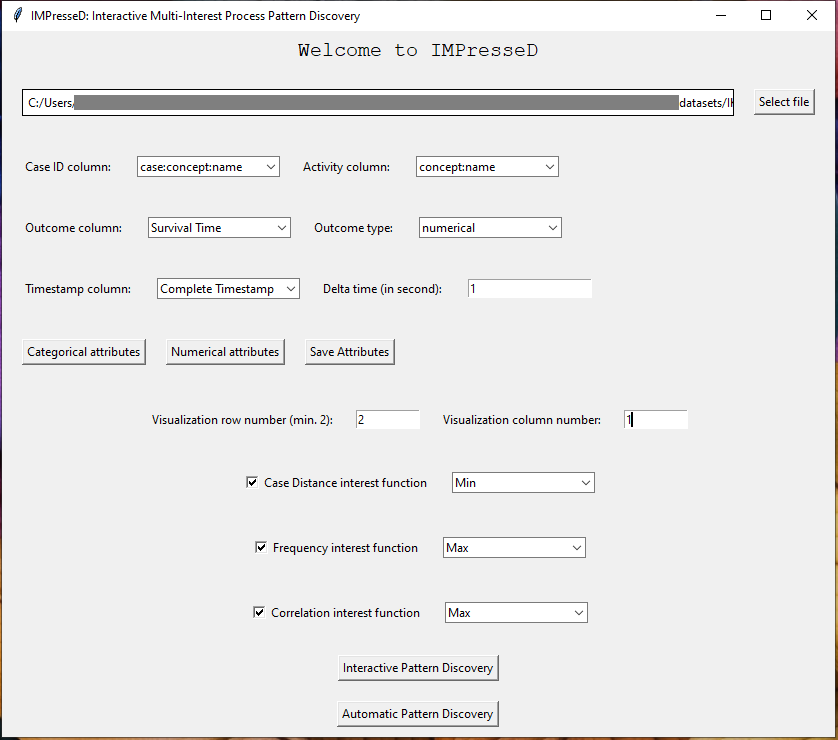 IMPresseD: Interactive Multi-Interest Process Pattern Discovery
Welcome to IMPresseD
C:/Users/ datasets/I Select file
Case ID column: case:concept:name Activity column: concept:name
Outcome column: Survival Time Outcome type: numerical
Timestamp column: Complete Timestamp Delta time (in second): 1
Categorical attributes Numerical attributes Save Attributes
Visualization row number (min. 2): 2 Visualization column number: 1
Case Distance interest function Min
Frequency interest function Max
Correlation interest function Max
Interactive Pattern Discovery
Automatic Pattern Discovery